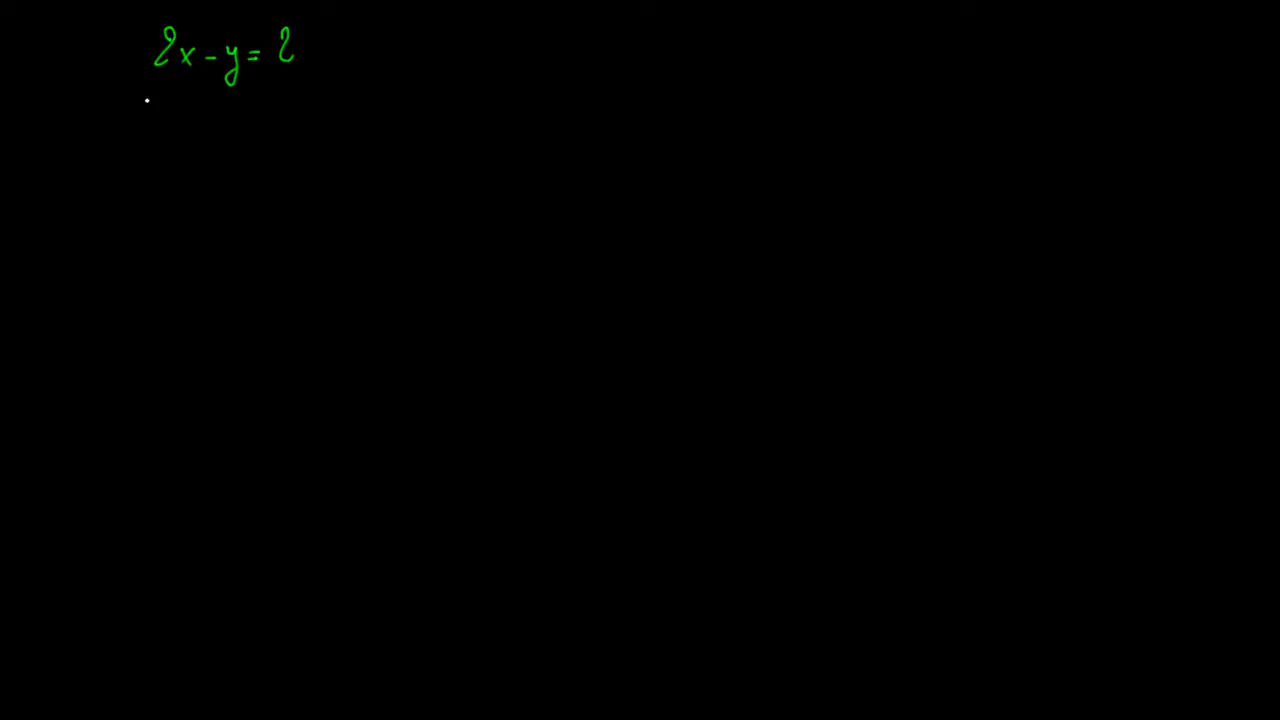 2x - y = 2